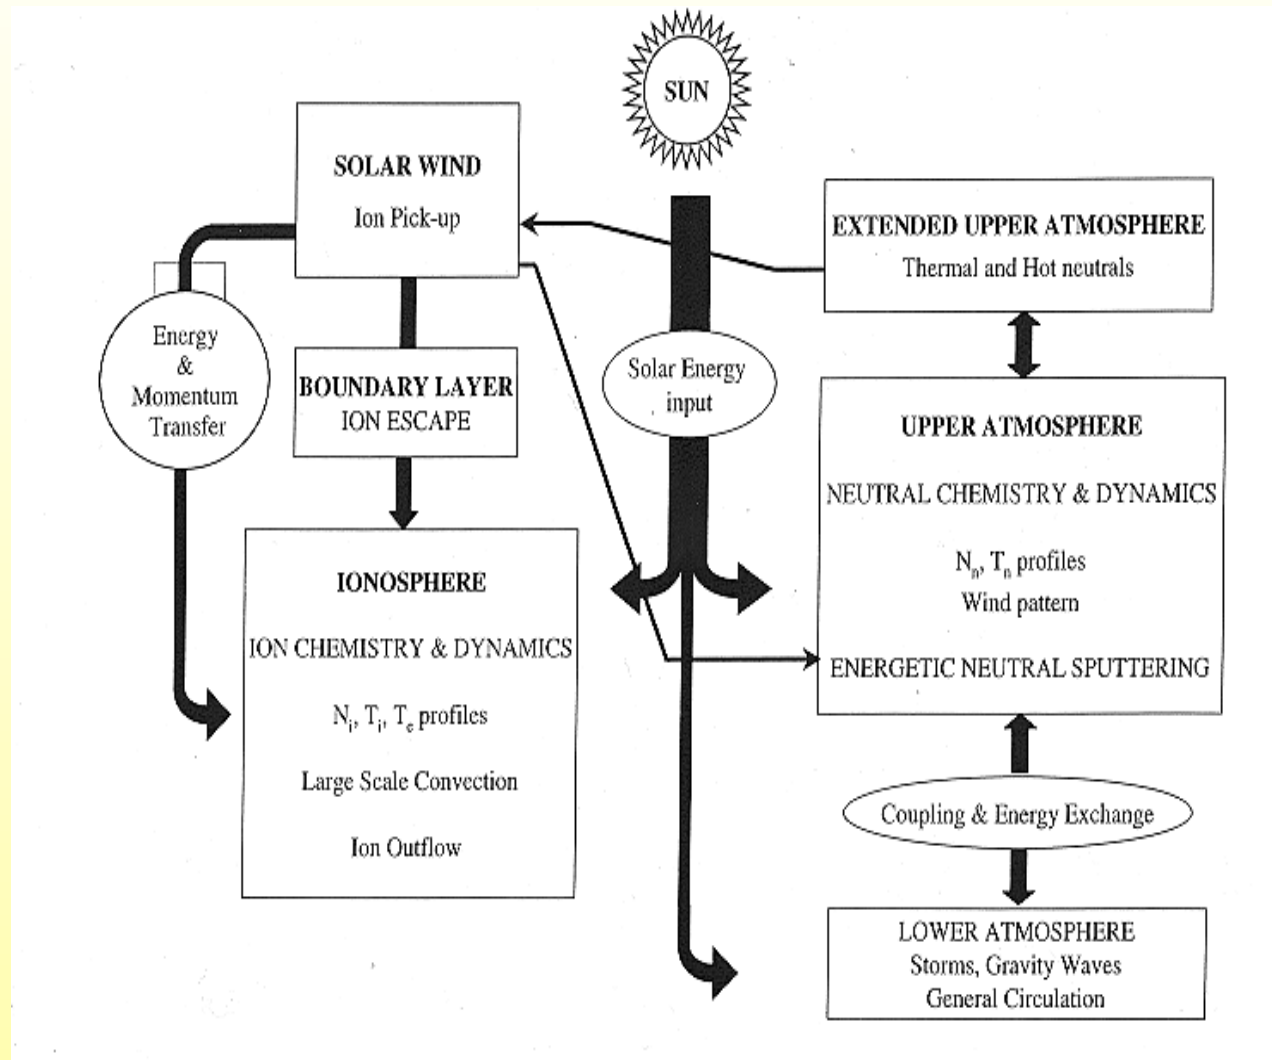 SUN
SOLAR WIND
Ion Pick-up
EXTENDED UPPER ATMOSPHERE
Thermal and Hot neutrals
Energy
&
Momentum
Transfer
BOUNDARY LAYER
ION ESCAPE
Solar Energy
input
UPPER ATMOSPHERE
NEUTRAL CHEMISTRY & DYNAMICS
Nn, Tn profiles
Wind pattern
ENERGETIC NEUTRAL SPUTTERING
IONOSPHERE
ION CHEMISTRY & DYNAMICS
Ni, Ti, Te profiles
Large Scale Convection
Ion Outflow
Coupling & Energy Exchange
LOWER ATMOSPHERE
Storms, Gravity Waves
General Circulation